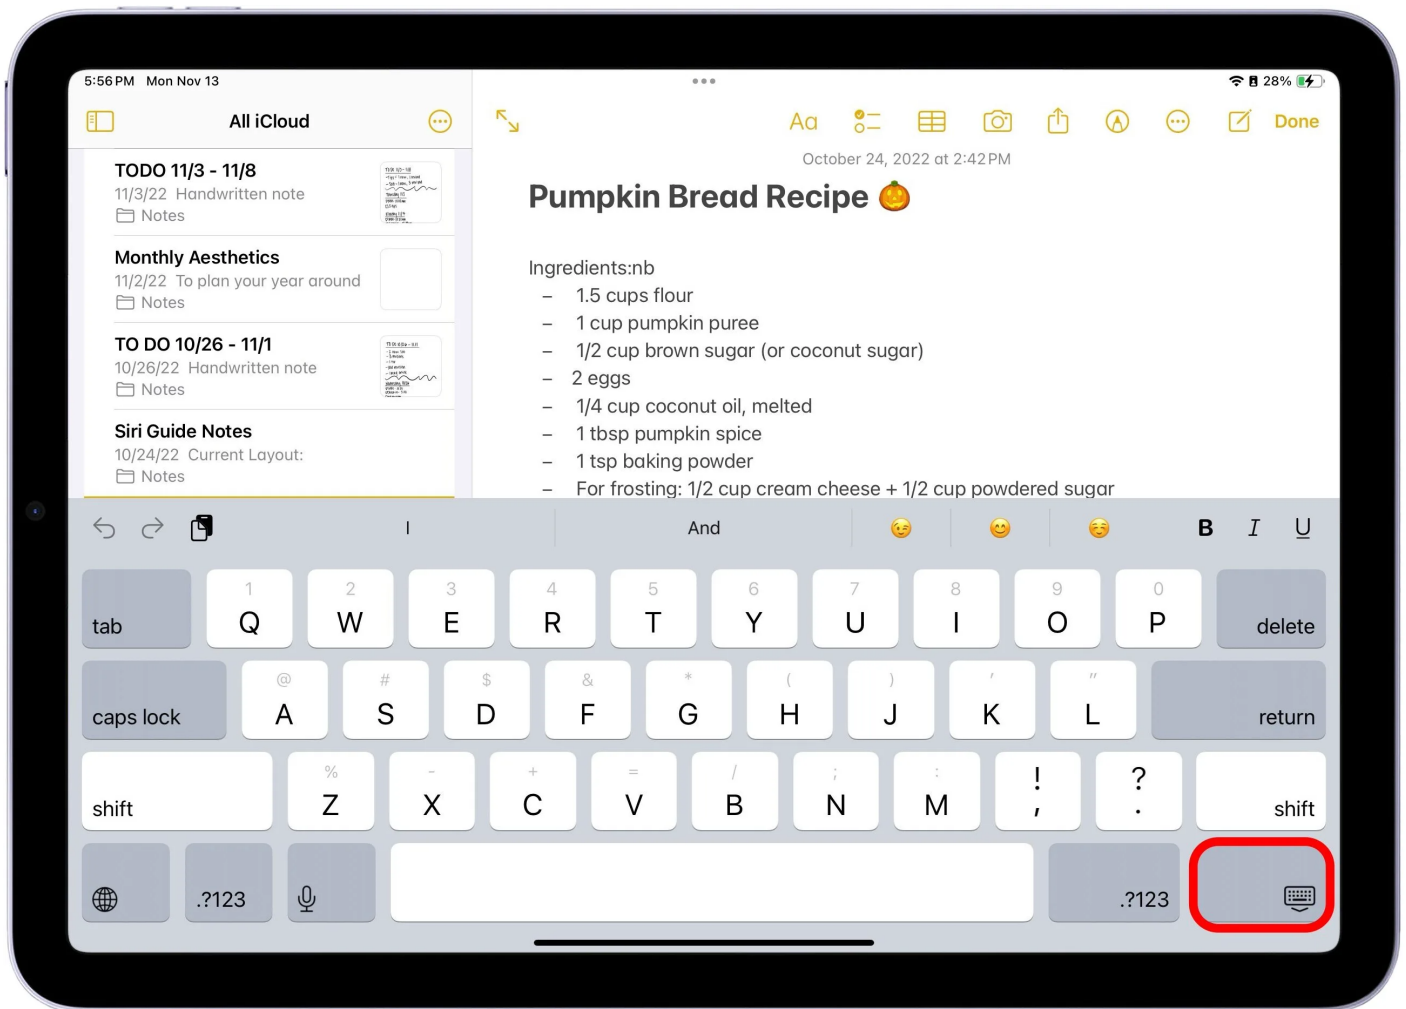 5:56 PM Mon Nov 13
28%
All iCloud
Aa
Done
TODO 11/3 - 11/8
11/3/22 Handwritten note
Notes
Monthly Aesthetics
11/2/22 To plan your year around
Notes
TO DO 10/26 - 11/1
10/26/22 Handwritten note
Notes
Siri Guide Notes
10/24/22 Current Layout:
Notes
October 24, 2022 at 2:42 PM
Pumpkin Bread Recipe 🎃
Ingredients:nb
– 1.5 cups flour
– 1 cup pumpkin puree
– 1/2 cup brown sugar (or coconut sugar)
– 2 eggs
– 1/4 cup coconut oil, melted
– 1 tbsp pumpkin spice
– 1 tsp baking powder
– For frosting: 1/2 cup cream cheese + 1/2 cup powdered sugar
I And 😉 😊 ☺️ B I U
1 2 3 4 5 6 7 8 9 0
tab Q W E R T Y U I O P delete
@ # $ & * ( ) ' "
caps lock A S D F G H J K L return
% - + = / ; : ! ?
shift Z X C V B N M , . shift
.?123 .?123